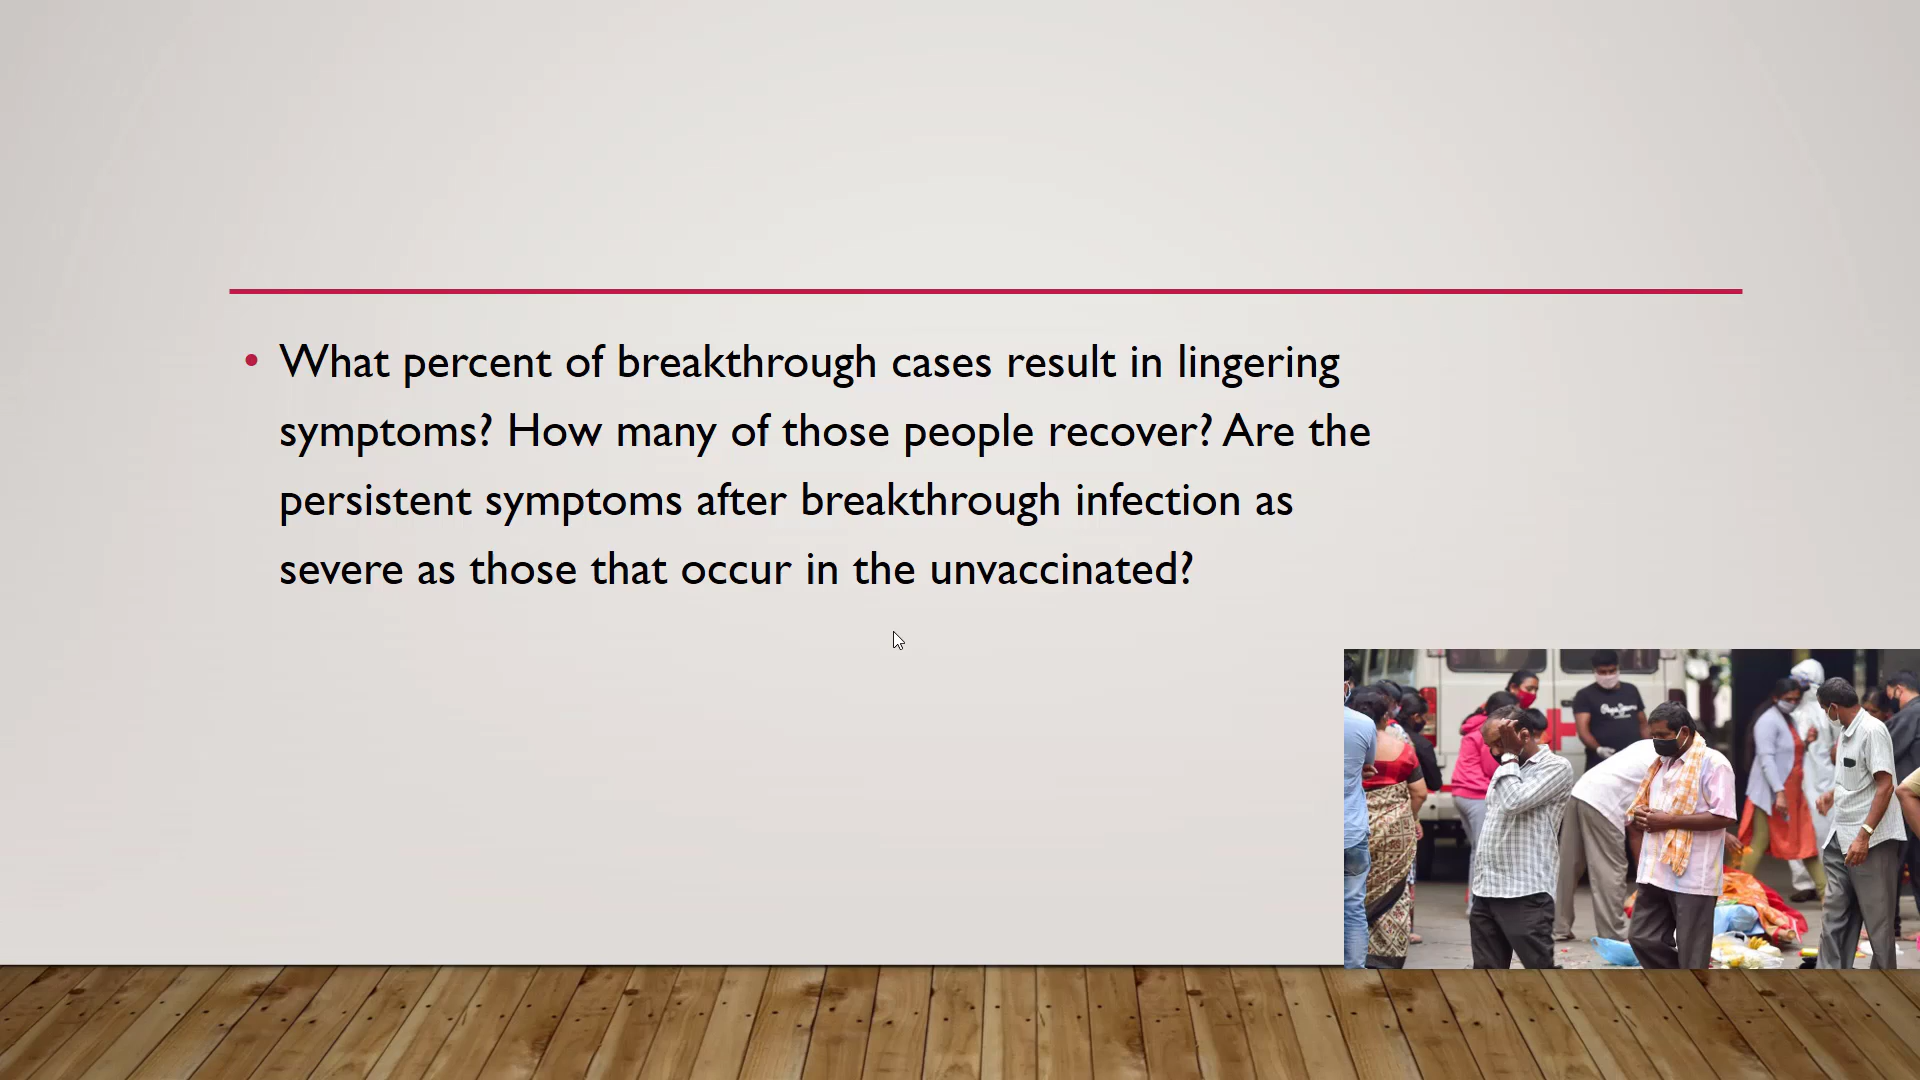 • What percent of breakthrough cases result in lingering
symptoms? How many of those people recover? Are the
persistent symptoms after breakthrough infection as
severe as those that occur in the unvaccinated?